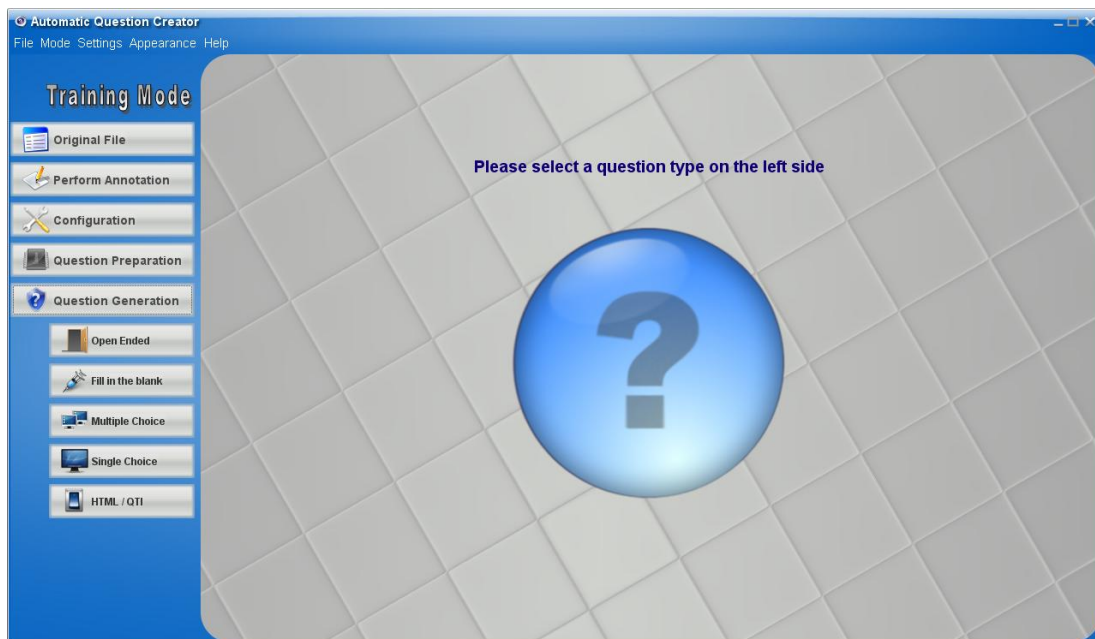 Automatic Question Creator
File Mode Settings Appearance Help
Training Mode
Original File
Perform Annotation
Configuration
Question Preparation
Question Generation
Open Ended
Fill in the blank
Multiple Choice
Single Choice
HTML / QTI
Please select a question type on the left side
?